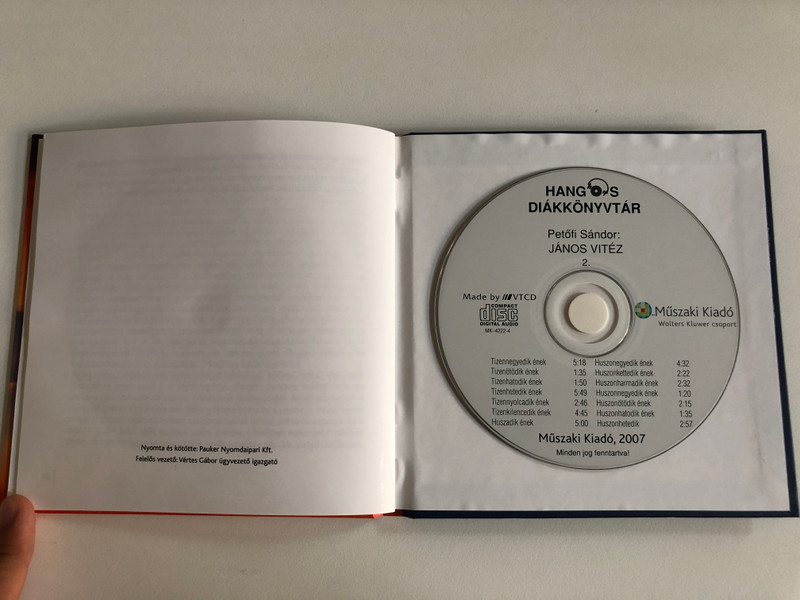 Nyomta és kötötte: Pauker Nyomdaipari Kft.
Felelős vezető: Vértes Gábor ügyvezető igazgató
HANGOS
DIÁKKÖNYVTÁR
Petőfi Sándor:
JÁNOS VITÉZ
2.
Made by VTCD
COMPACT
disc
DIGITAL AUDIO
MK-4222-4
Műszaki Kiadó
Wolters Kluwer csoport
Tizennegyedik ének 5:18 Huszonegyedik ének 4:32
Tizenötödik ének 1:35 Huszonkettedik ének 2:22
Tizenhatodik ének 1:50 Huszonharmadik ének 2:32
Tizenhetedik ének 5:49 Huszonnegyedik ének 1:20
Tizennyolcadik ének 2:46 Huszonötödik ének 2:15
Tizenkilencedik ének 4:45 Huszonhatodik ének 1:35
Huszadik ének 5:00 Huszonhetedik 2:57
Műszaki Kiadó, 2007
Minden jog fenntartva!